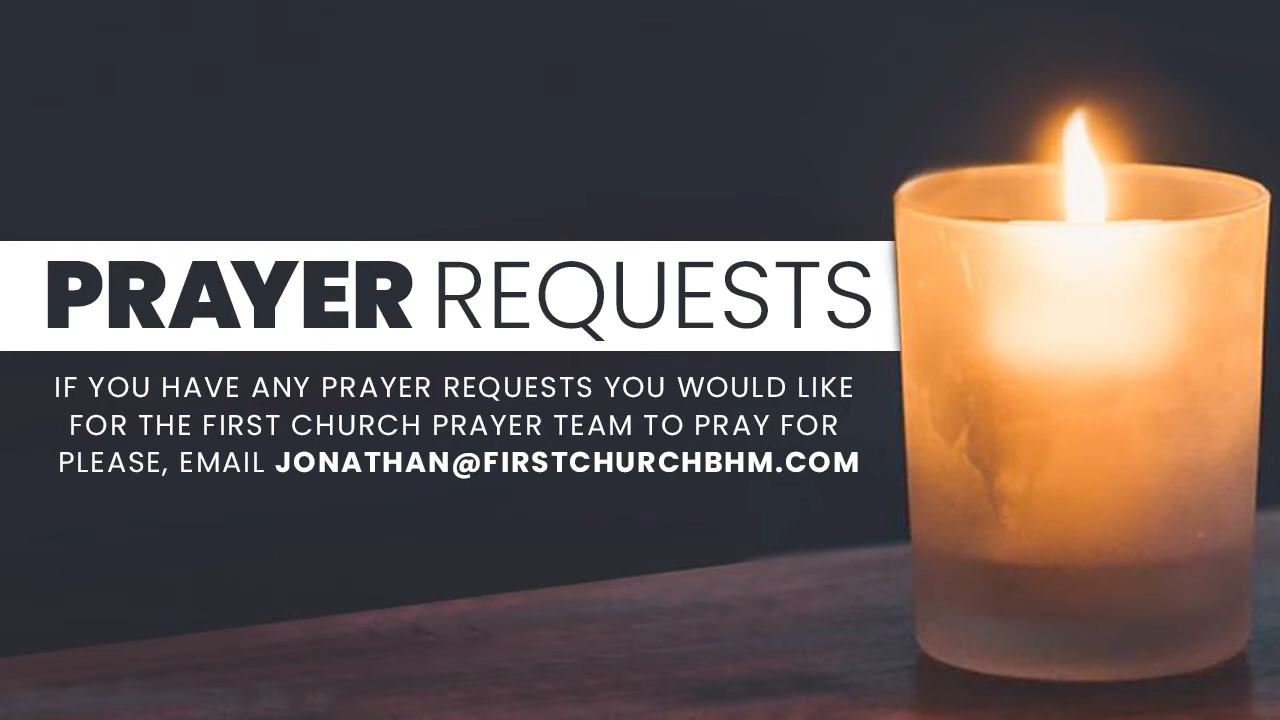 PRAYER REQUESTS
IF YOU HAVE ANY PRAYER REQUESTS YOU WOULD LIKE
FOR THE FIRST CHURCH PRAYER TEAM TO PRAY FOR
PLEASE, EMAIL JONATHAN@FIRSTCHURCHBHM.COM